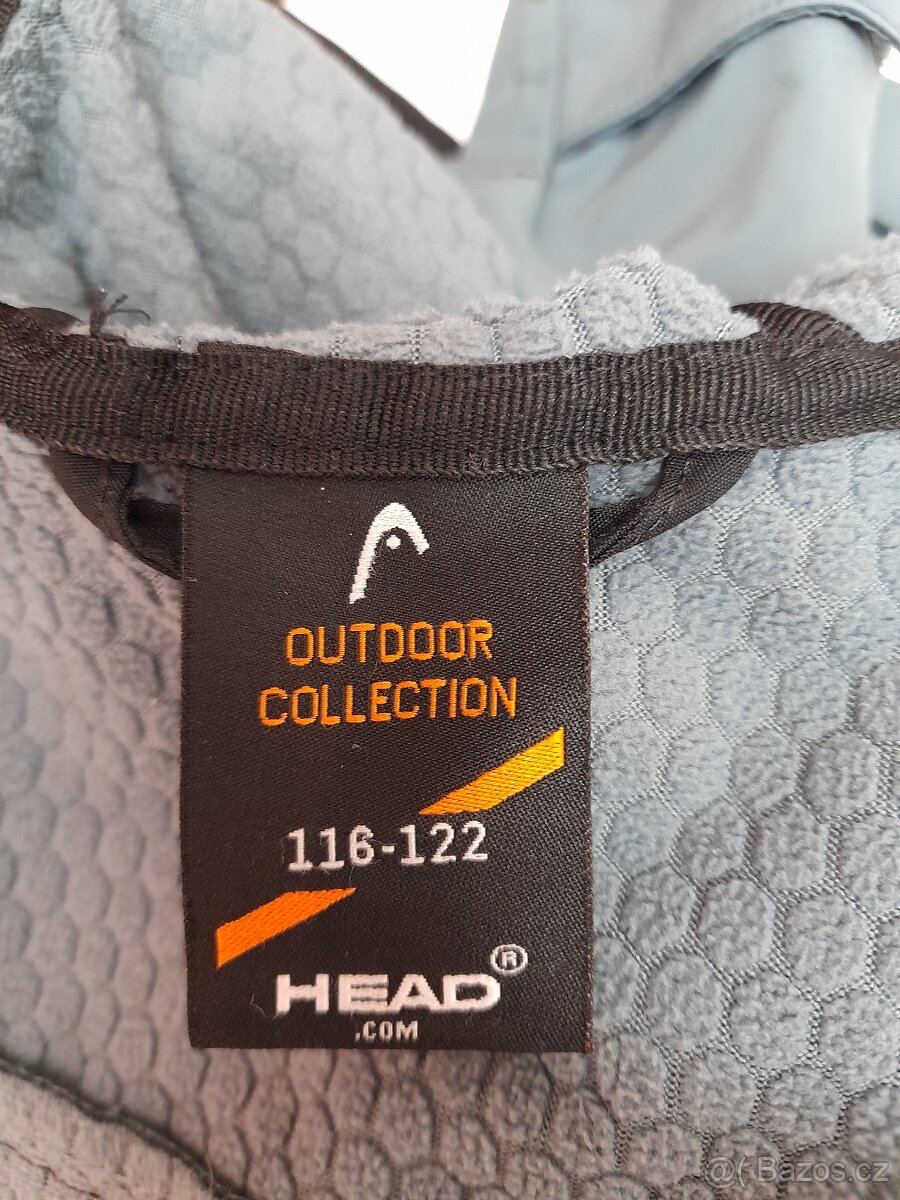 OUTDOOR
COLLECTION
116-122
HEAD®
.COM
@( Bazos.cz